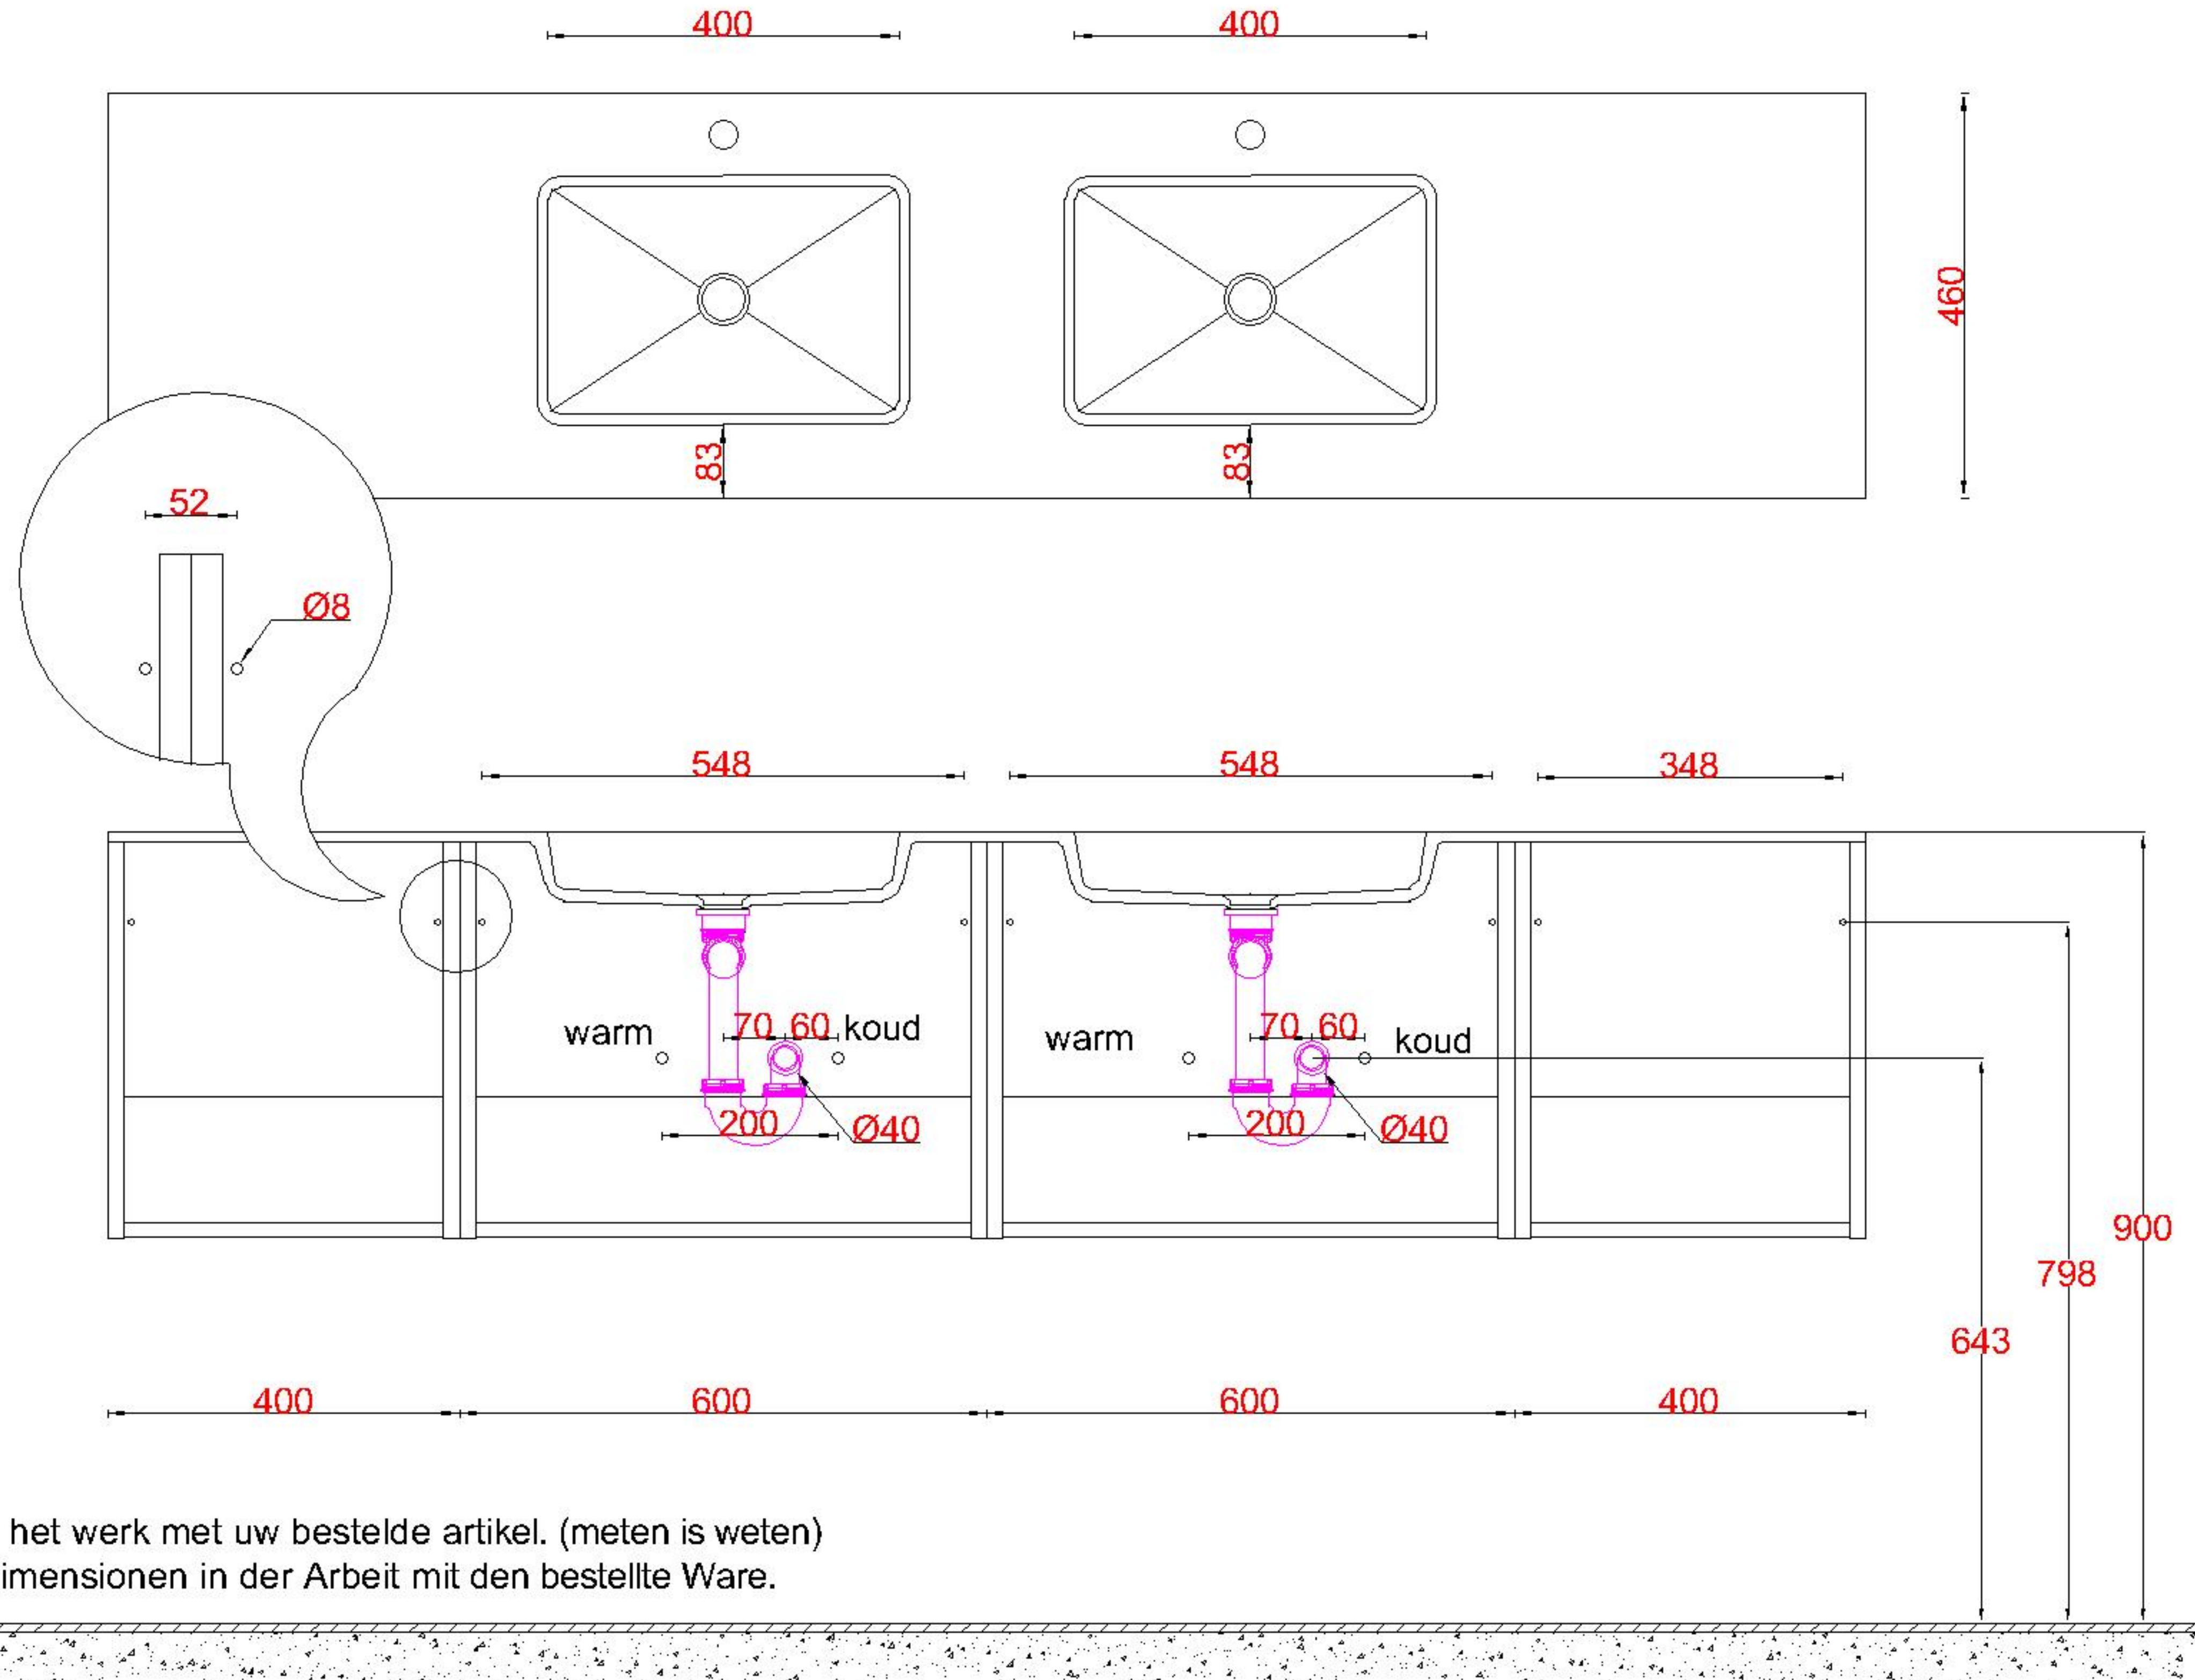 400 400
460
83 83
52
Ø8
548 548 348
warm 70 60 koud warm 70 60 koud
200 Ø40 200 Ø40
900
798
643
400 600 600 400
het werk met uw bestelde artikel. (meten is weten)
imensionen in der Arbeit mit den bestellte Ware.